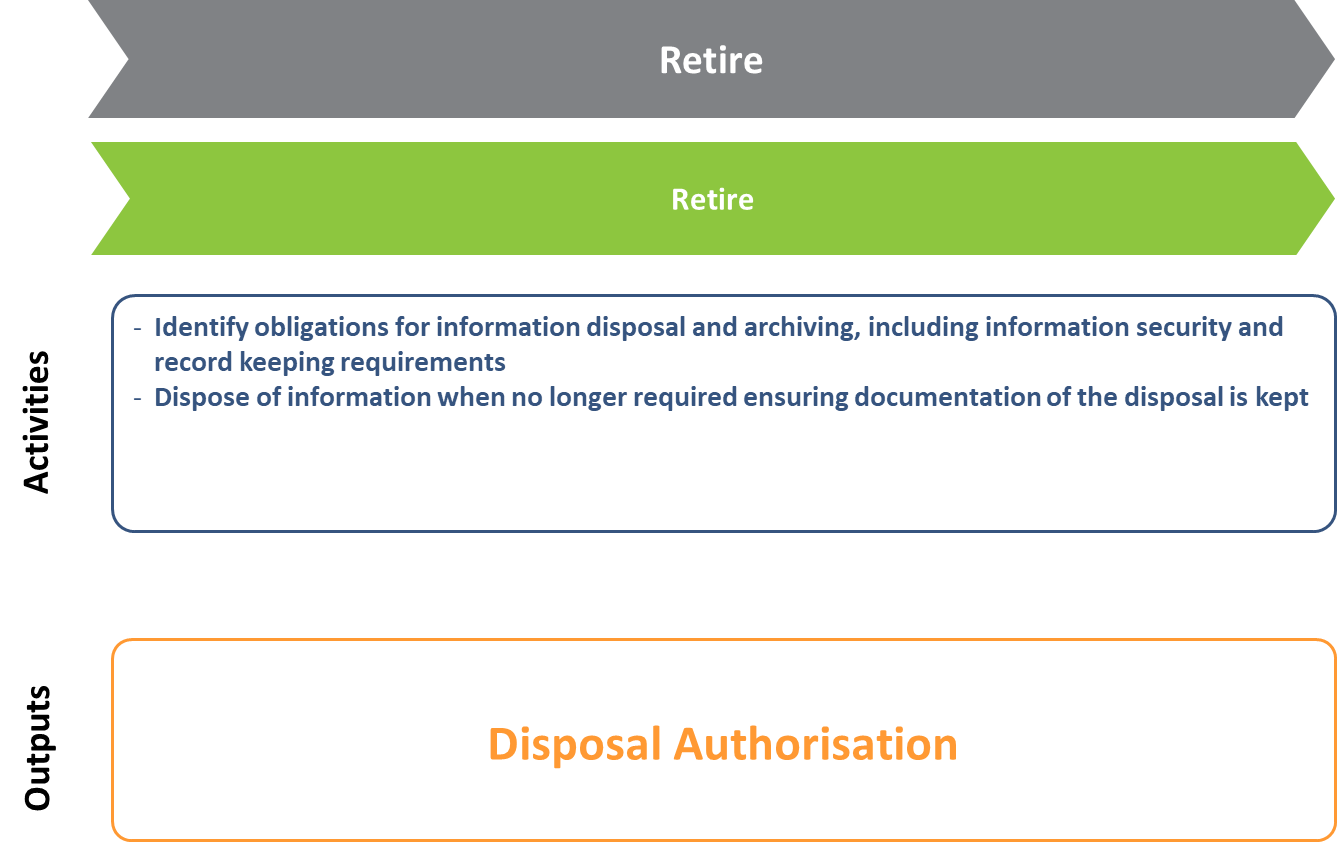 Retire
Retire
Activities
- Identify obligations for information disposal and archiving, including information security and
record keeping requirements
- Dispose of information when no longer required ensuring documentation of the disposal is kept
Outputs
Disposal Authorisation